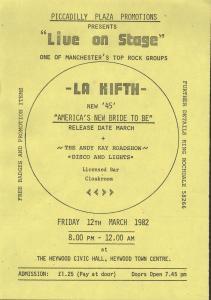 PICCADILLY PLAZA PROMOTIONS
PRESENTS
"Live on Stage"
ONE OF MANCHESTER'S TOP ROCK GROUPS
-LA KIFTH-
NEW '45'
"AMERICA'S NEW BRIDE TO BE"
RELEASE DATE MARCH
+
~ THE ANDY KAY ROADSHOW~
*DISCO AND LIGHTS*
Licensed Bar
Cloakroom
FREE BADGES AND PROMOTION ITEMS
FURTHER DETAILS RING ROCHDALE 58264
FRIDAY 12TH MARCH 1982
8.00 PM - 12.00 AM
at
THE HEYWOOD CIVIC HALL, HEYWOOD TOWN CENTRE.
ADMISSION: £1.25 (Pay at door) Doors Open 7.45 pm